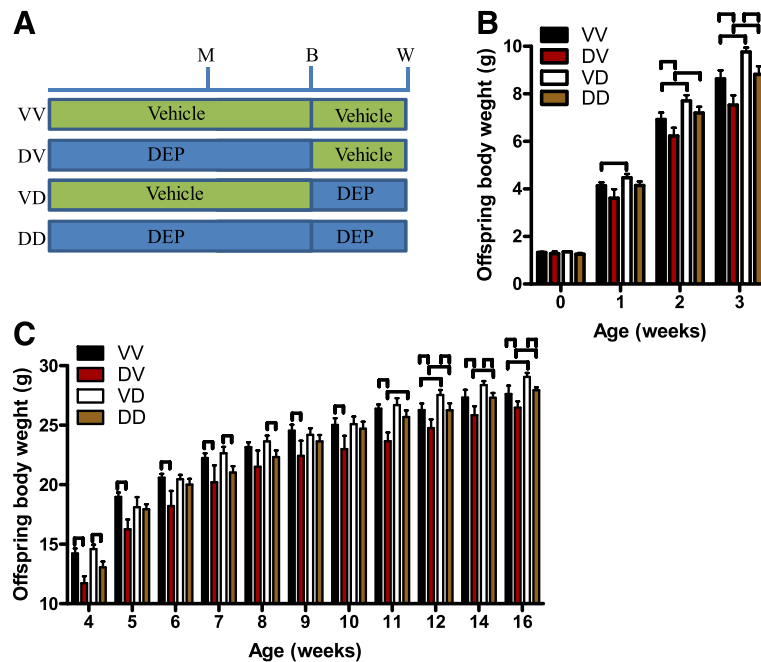 A
M B W
VV Vehicle Vehicle
DV DEP Vehicle
VD Vehicle DEP
DD DEP DEP
B
VV
DV
VD
DD
Offspring body weght (g)
10
8
6
4
2
0
0 1 2 3
Age (weeks)
C
VV
DV
VD
DD
Offspring body weght (g)
30
25
20
15
10
4 5 6 7 8 9 10 11 12 14 16
Age (weeks)